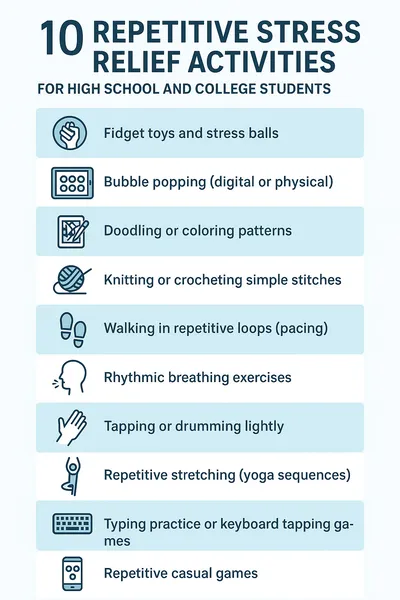 10 REPETITIVE STRESS
RELIEF ACTIVITIES
FOR HIGH SCHOOL AND COLLEGE STUDENTS
Fidget toys and stress balls
Bubble popping (digital or physical)
Doodling or coloring patterns
Knitting or crocheting simple stitches
Walking in repetitive loops (pacing)
Rhythmic breathing exercises
Tapping or drumming lightly
Repetitive stretching (yoga sequences)
Typing practice or keyboard tapping ga-
mes
Repetitive casual games